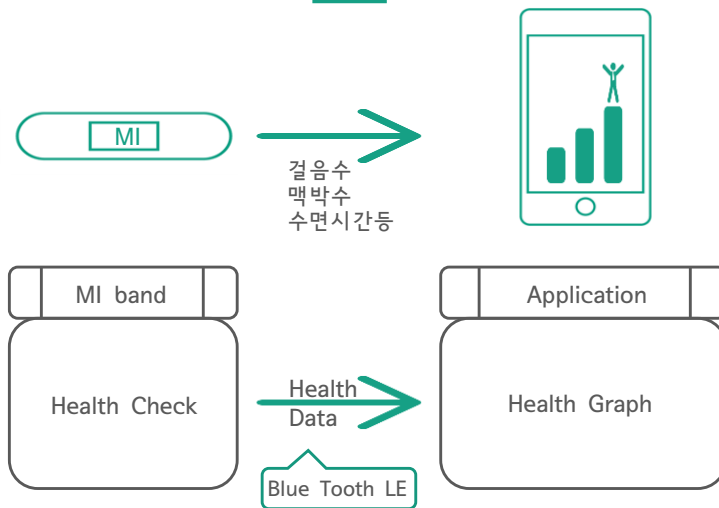 MI
걸음수
맥박수
수면시간등
MI band
Application
Health Check
Health
Data
Health Graph
Blue Tooth LE